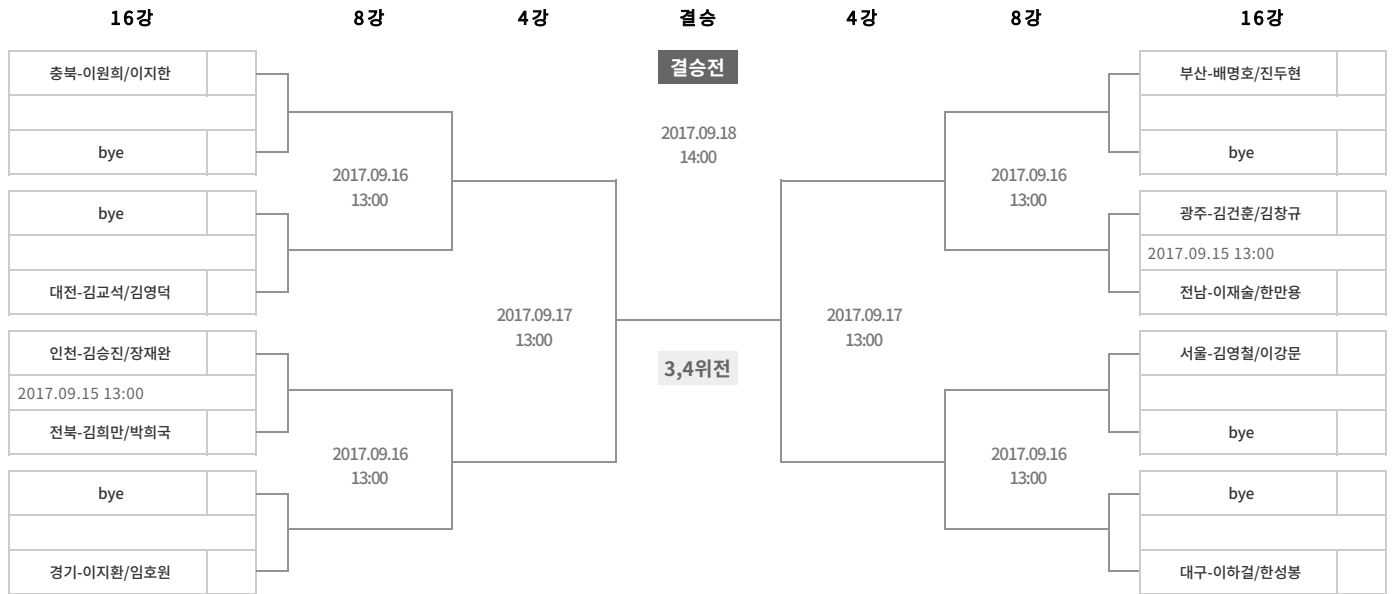 16강 8강 4강 결승 4강 8강 16강
충북-이원희/이지한
bye
bye
대전-김교석/김영덕
인천-김승진/장재완
2017.09.15 13:00
전북-김희만/박희국
bye
경기-이지환/임호원
2017.09.16
13:00
2017.09.16
13:00
2017.09.17
13:00
결승전
2017.09.18
14:00
3,4위전
2017.09.17
13:00
2017.09.16
13:00
2017.09.16
13:00
부산-배명호/진두현
bye
광주-김건훈/김창규
2017.09.15 13:00
전남-이재술/한만용
서울-김영철/이강문
bye
bye
대구-이하걸/한성봉